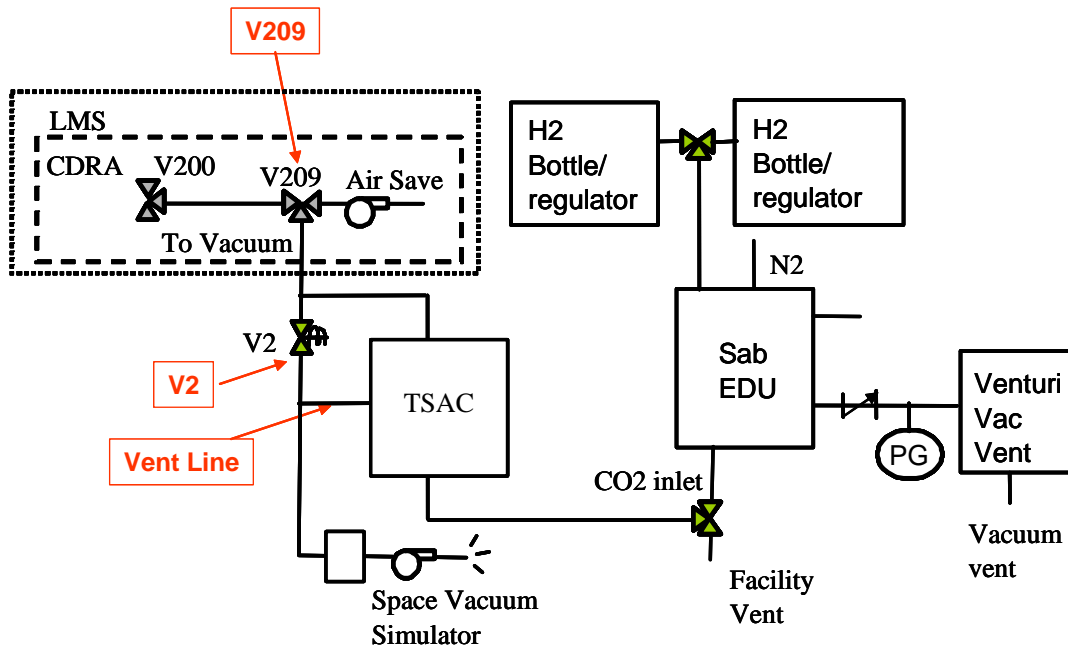 V209
LMS
CDRA
V200
V209
Air Save
To Vacuum
H2
Bottle/
regulator
H2
Bottle/
regulator
N2
V2
V2
TSAC
Vent Line
Sab
EDU
Venturi
Vac
Vent
PG
CO2 inlet
Vacuum
vent
Facility
Vent
Space Vacuum
Simulator